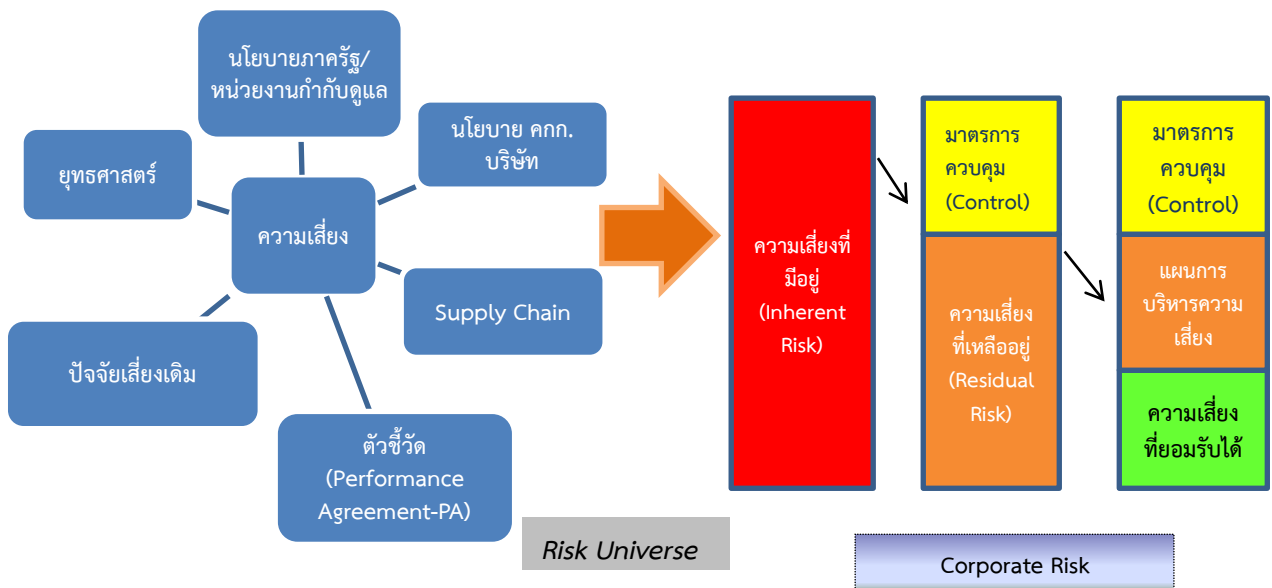 นโยบายภาครัฐ/
หน่วยงานกำกับดูแล
นโยบาย คกก.
บริษัท
ยุทธศาสตร์
ความเสี่ยง
Supply Chain
ปัจจัยเสี่ยงเดิม
ตัวชี้วัด
(Performance
Agreement-PA)
Risk Universe
ความเสี่ยงที่
มีอยู่
(Inherent
Risk)
มาตรการ
ควบคุม
(Control)
ความเสี่ยง
ที่เหลืออยู่
(Residual
Risk)
มาตรการ
ควบคุม
(Control)
แผนการ
บริหารความ
เสี่ยง
ความเสี่ยง
ที่ยอมรับได้
Corporate Risk